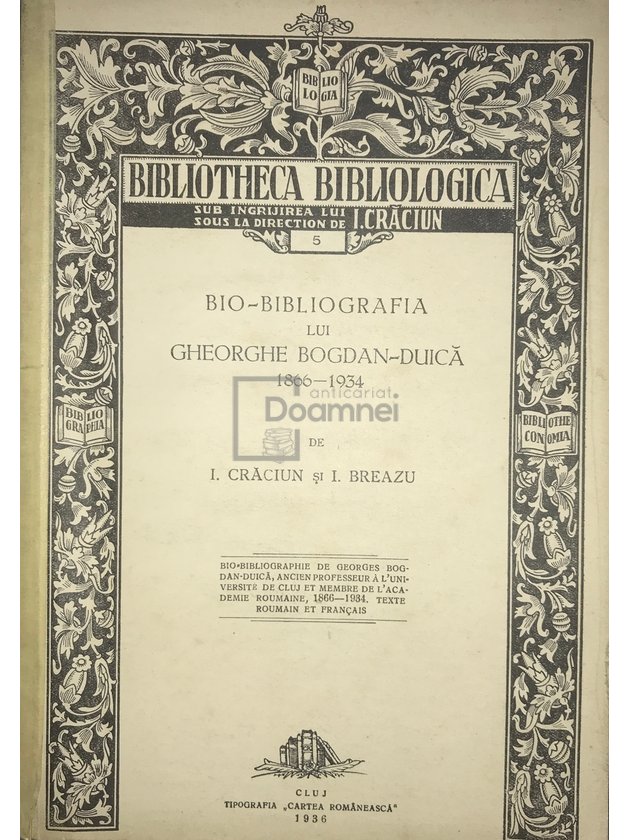 BIBLIO
LOGIA
BIBLIOTHECA BIBLIOLOGICA
SUB INGRIJIREA LUI
SOUS LA DIRECTION DE I. CRĂCIUN
5
BIO-BIBLIOGRAFIA
LUI
GHEORGHE BOGDAN-DUICĂ
1866—1934
anticariat
Doamnei
BIBLIO
GRAPHIA
BIBLIOTHE
CONOMIA
DE
I. CRĂCIUN ȘI I. BREAZU
BIO-BIBLIOGRAPHIE DE GEORGES BOG-
DAN-DUICĂ, ANCIEN PROFESSEUR À L'UNI-
VERSITÉ DE CLUJ ET MEMBRE DE L'ACA-
DEMIE ROUMAINE, 1866—1934. TEXTE
ROUMAIN ET FRANÇAIS
CLUJ
TIPOGRAFIA „CARTEA ROMÂNEASCĂ"
1936